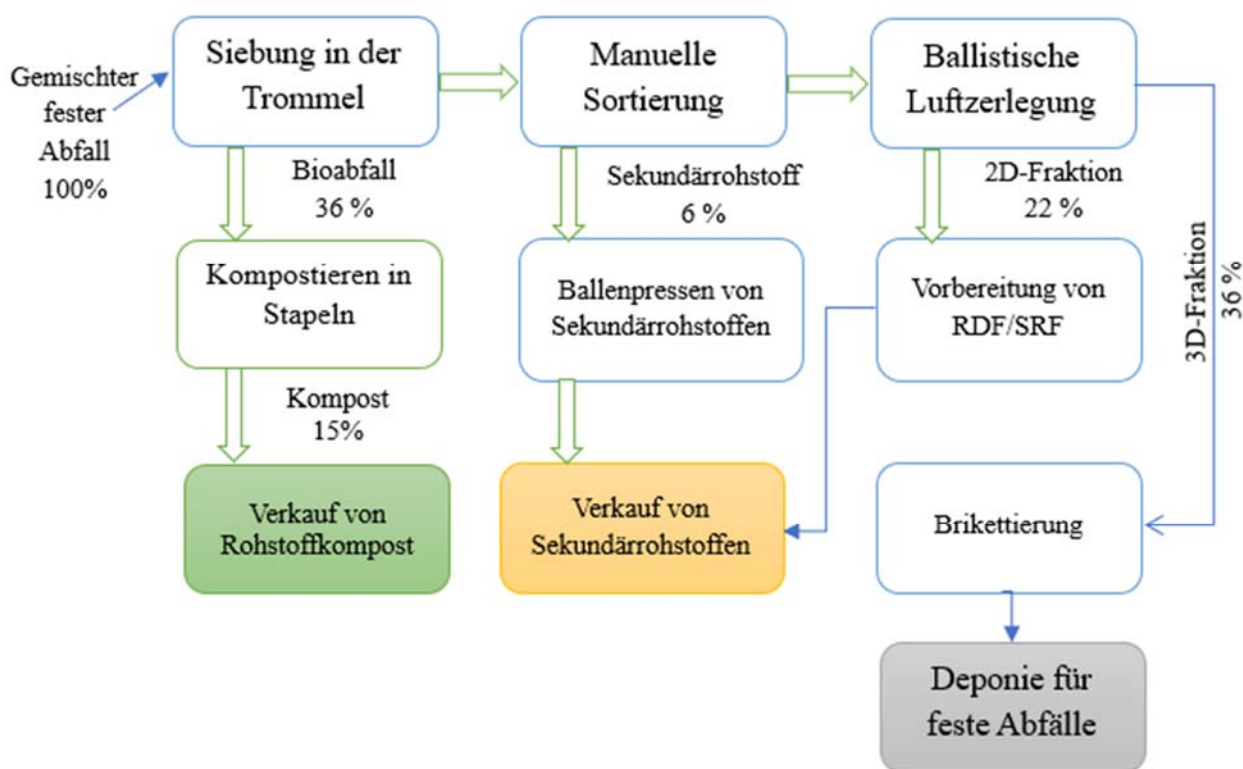 Gemischter
fester
Abfall
100%
Siebung in der
Trommel
Manuelle
Sortierung
Ballistische
Luftzerlegung
Bioabfall
36 %
Sekundärrohstoff
6 %
2D-Fraktion
22 %
3D-Fraktion
36 %
Kompostieren in
Stapeln
Ballenpressen von
Sekundärrohstoffen
Vorbereitung von
RDF/SRF
Kompost
15%
Verkauf von
Rohstoffkompost
Verkauf von
Sekundärrohstoffen
Brikettierung
Deponie für
feste Abfälle